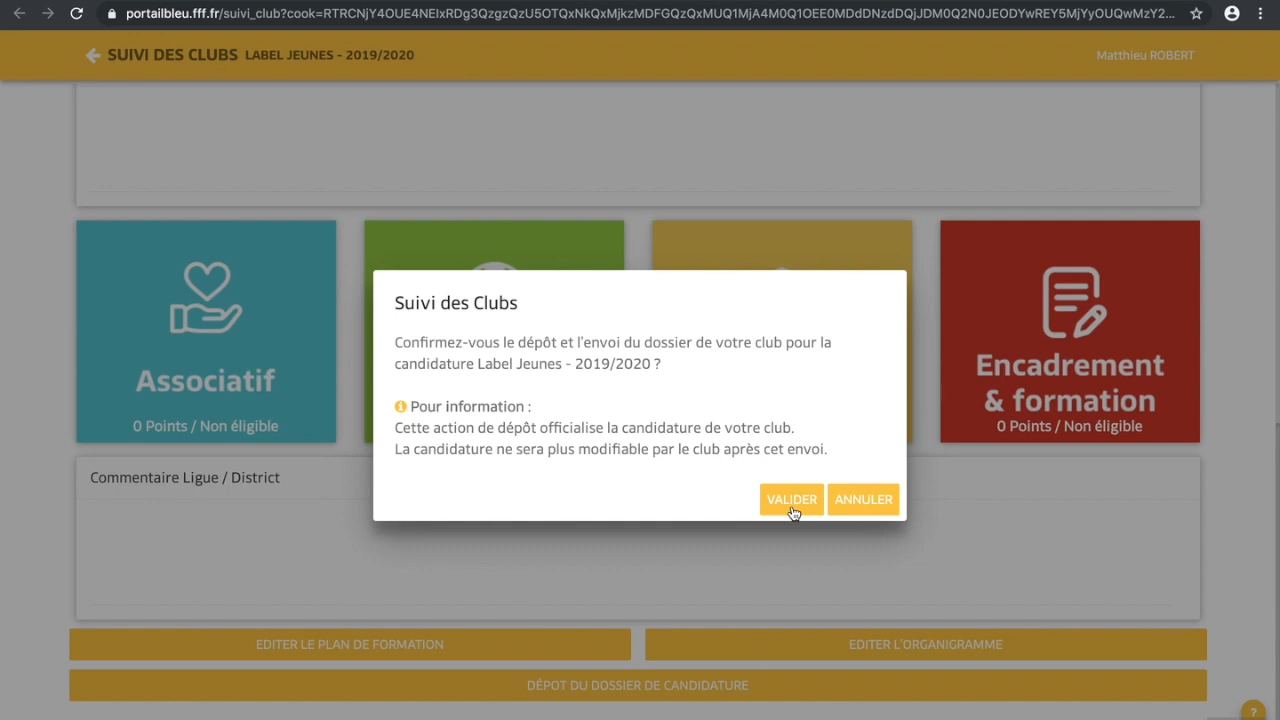 portailbleu.fff.fr/suivi_club?cook=RTRCNjY4OUE4NEIxRDg3QzgzQzU5OTQxNkQxMjkzMDFGQzQxMUQ1MjA4M0Q1OEE0MDdDNzdDQjJDM0Q2N0JEODYwREY5MjYyOUQwMzY2...
SUIVI DES CLUBS LABEL JEUNES - 2019/2020
Matthieu ROBERT
Associatif
0 Points / Non éligible
Encadrement
& formation
0 Points / Non éligible
Suivi des Clubs
Confirmez-vous le dépôt et l'envoi du dossier de votre club pour la
candidature Label Jeunes - 2019/2020 ?
Pour information :
Cette action de dépôt officialise la candidature de votre club.
La candidature ne sera plus modifiable par le club après cet envoi.
VALIDER ANNULER
Commentaire Ligue / District
EDITER LE PLAN DE FORMATION
EDITER L'ORGANIGRAMME
DÉPOT DU DOSSIER DE CANDIDATURE
?